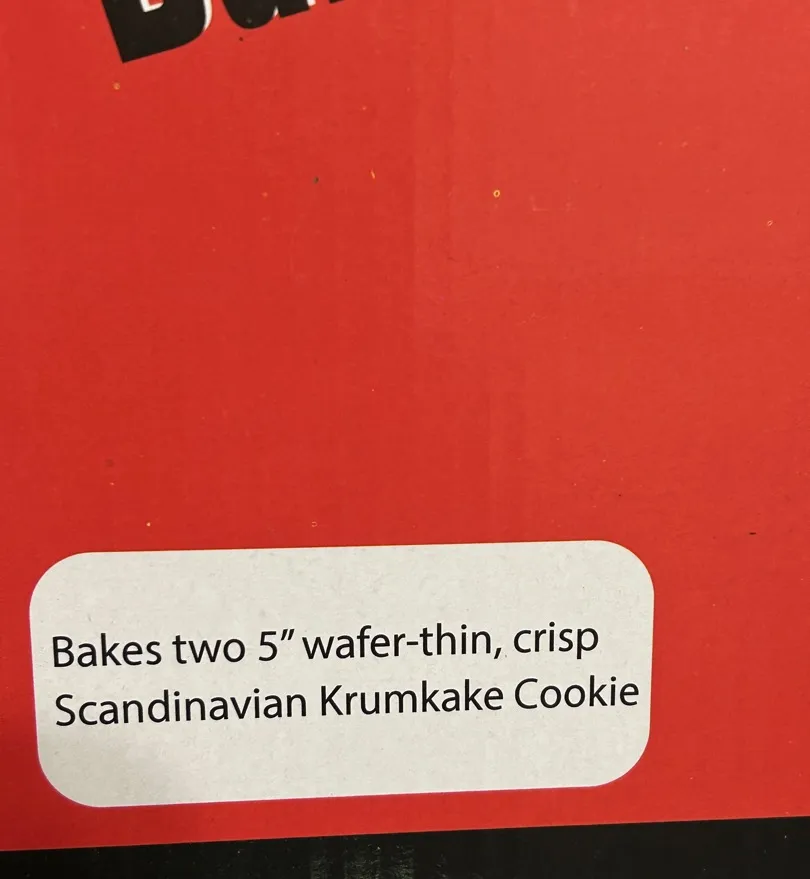 Bakes two 5” wafer-thin, crisp
Scandinavian Krumkake Cookie